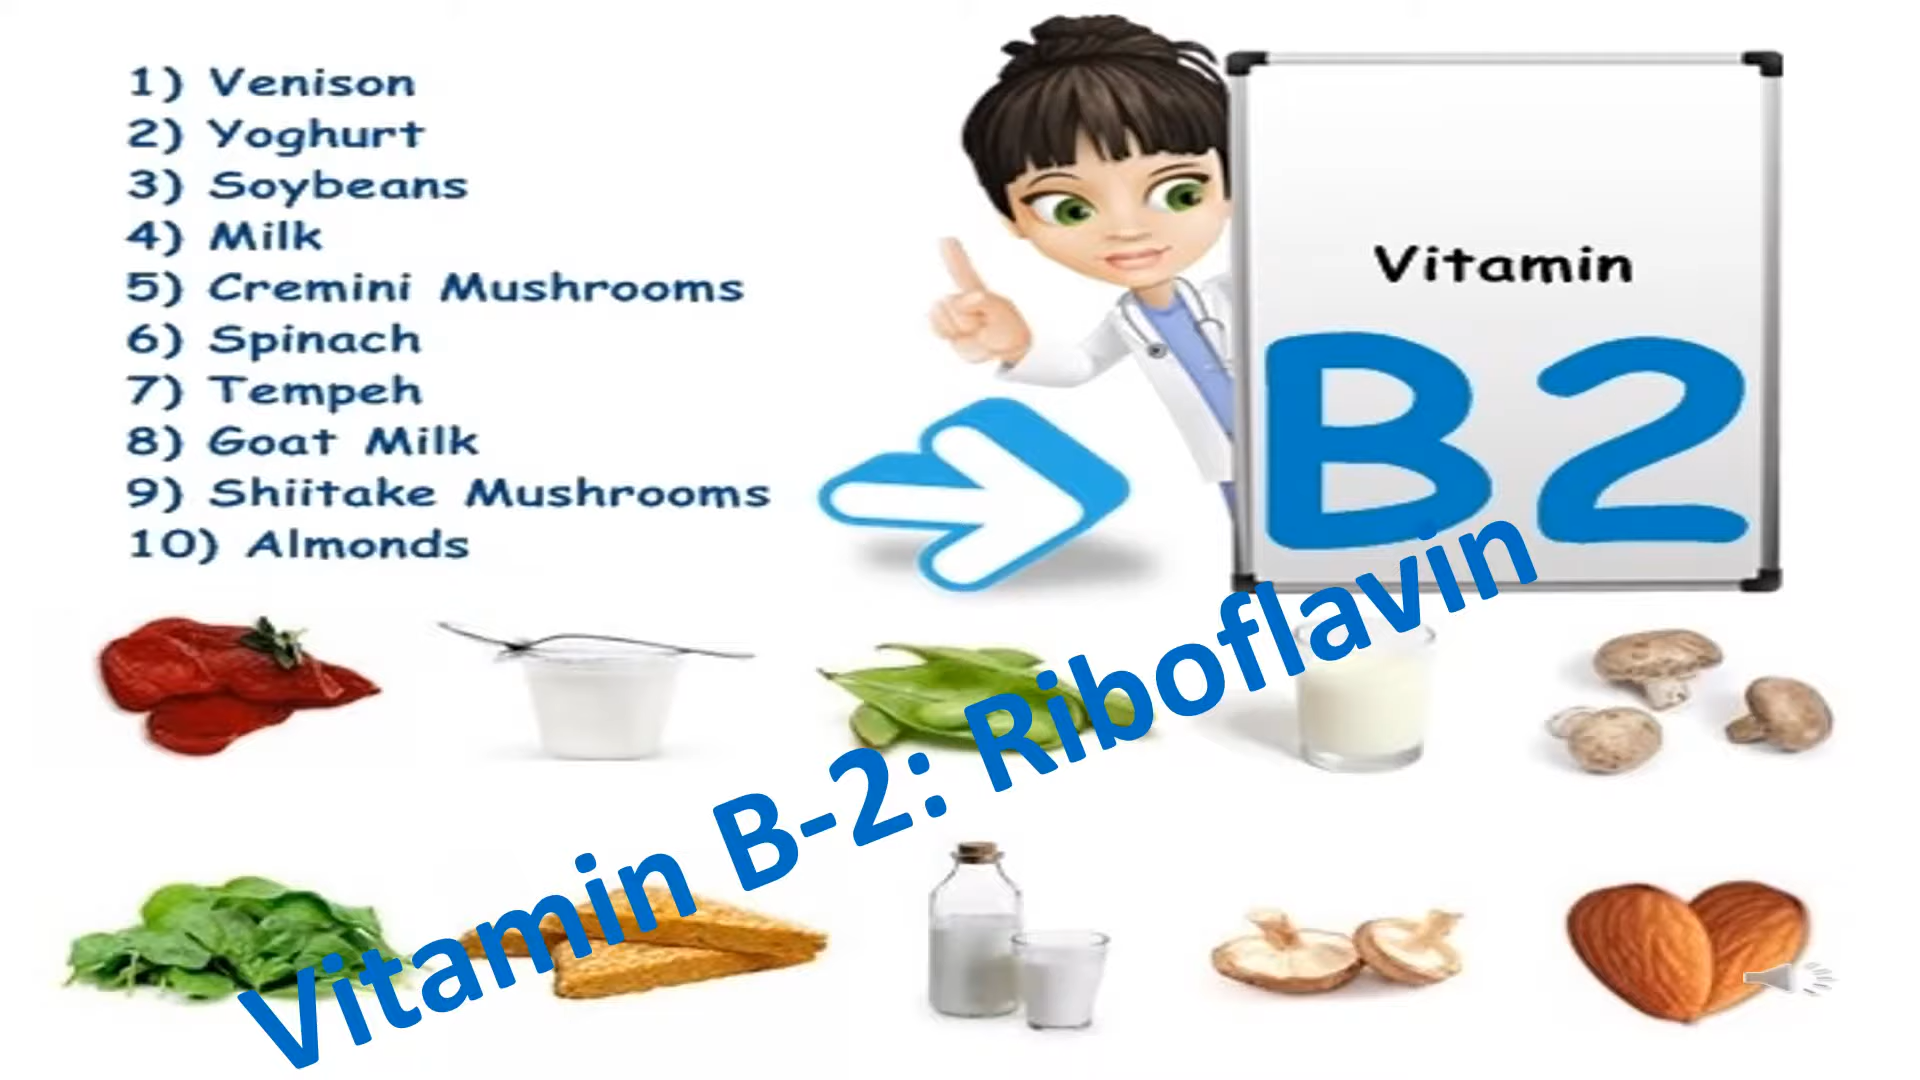 1) Venison
2) Yoghurt
3) Soybeans
4) Milk
5) Cremini Mushrooms
6) Spinach
7) Tempeh
8) Goat Milk
9) Shiitake Mushrooms
10) Almonds
Vitamin
B2
Vitamin B-2: Riboflavin